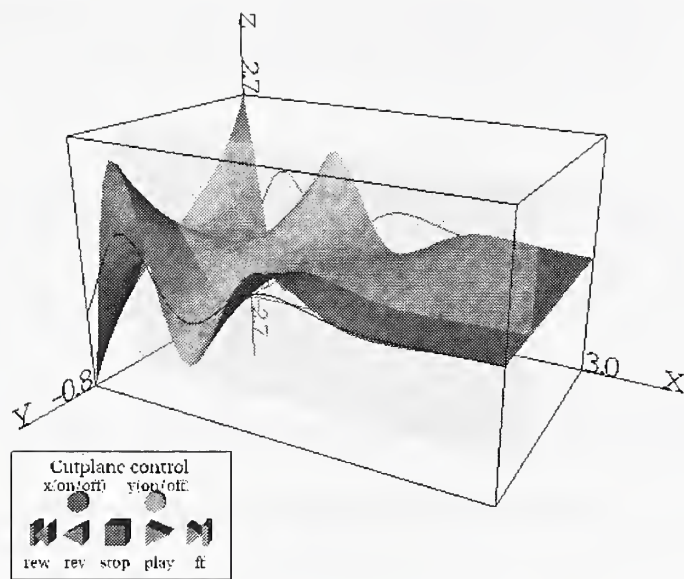 Z
2.7
-2.7
-0.8
Y
3.0
X
Cutplane control
x(on/off) y(on/off)
rew rev stop play ff